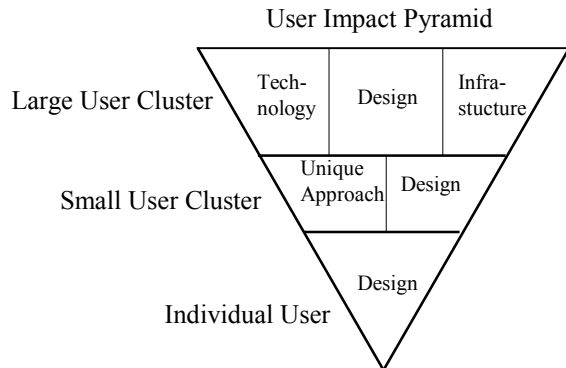 User Impact Pyramid
Large User Cluster
Tech-
nology
Design
Infra-
stucture
Small User Cluster
Unique
Approach
Design
Individual User
Design